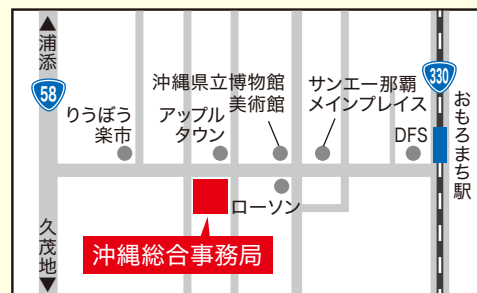 ▲浦添
58
りうぼう
楽市
アップル
タウン
沖縄県立博物館
美術館
サンエー那覇
メインプレイス
330
DFS
おもろまち駅
ローソン
沖縄総合事務局
久茂地▼